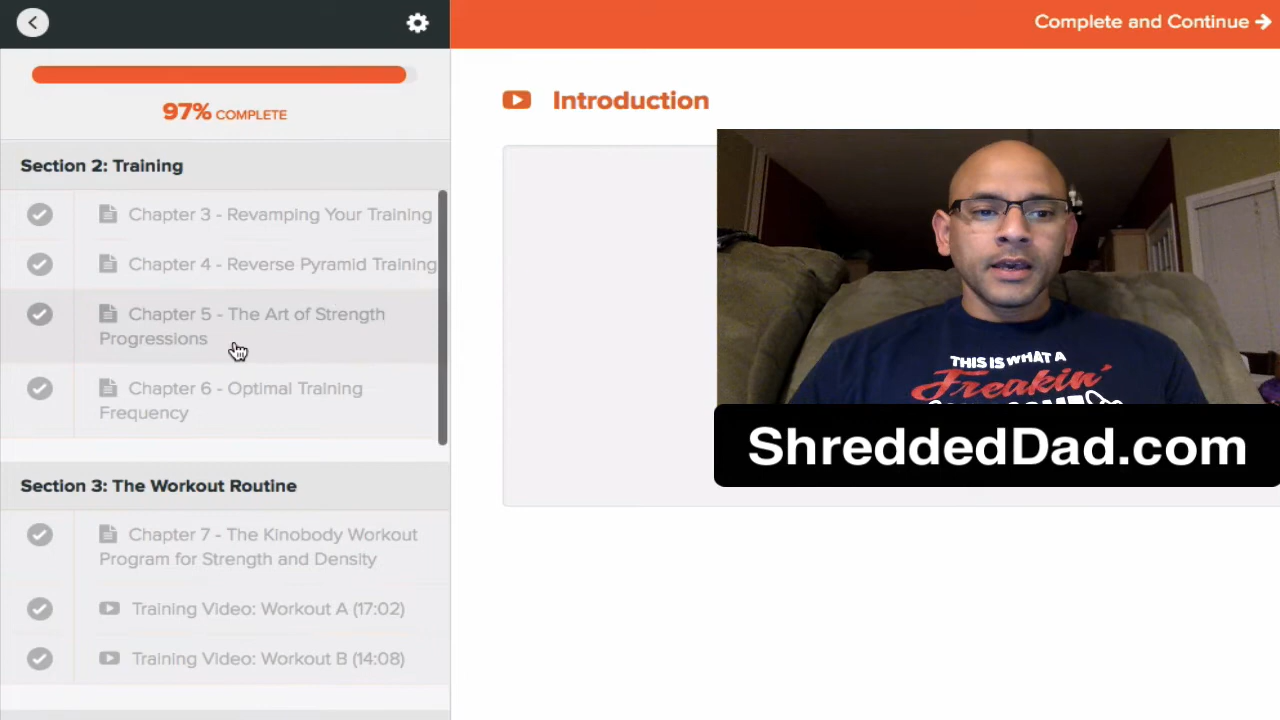 Complete and Continue
97% COMPLETE
Introduction
Section 2: Training
Chapter 3 - Revamping Your Training
Chapter 4 - Reverse Pyramid Training
Chapter 5 - The Art of Strength
Progressions
Chapter 6 - Optimal Training
Frequency
Section 3: The Workout Routine
Chapter 7 - The Kinobody Workout
Program for Strength and Density
Training Video: Workout A (17:02)
Training Video: Workout B (14:08)
THIS IS WHAT A
Freakin'
ShreddedDad.com